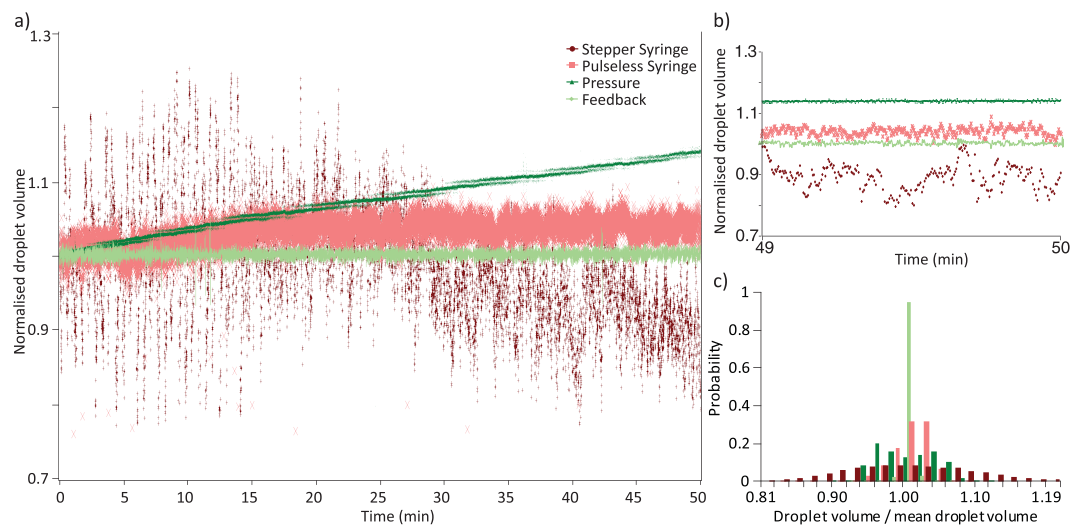 a)
1.3
1.1
0.9
0.7
Normalised droplet volume
0 5 10 15 20 25 30 35 40 45 50
Time (min)
Stepper Syringe
Pulseless Syringe
Pressure
Feedback
b)
1.3
1.1
0.9
0.7
Normalised droplet volume
49 50
Time (min)
c)
1
0.8
0.6
0.4
0.2
0
Probability
0.81 0.90 1.00 1.10 1.19
Droplet volume / mean droplet volume